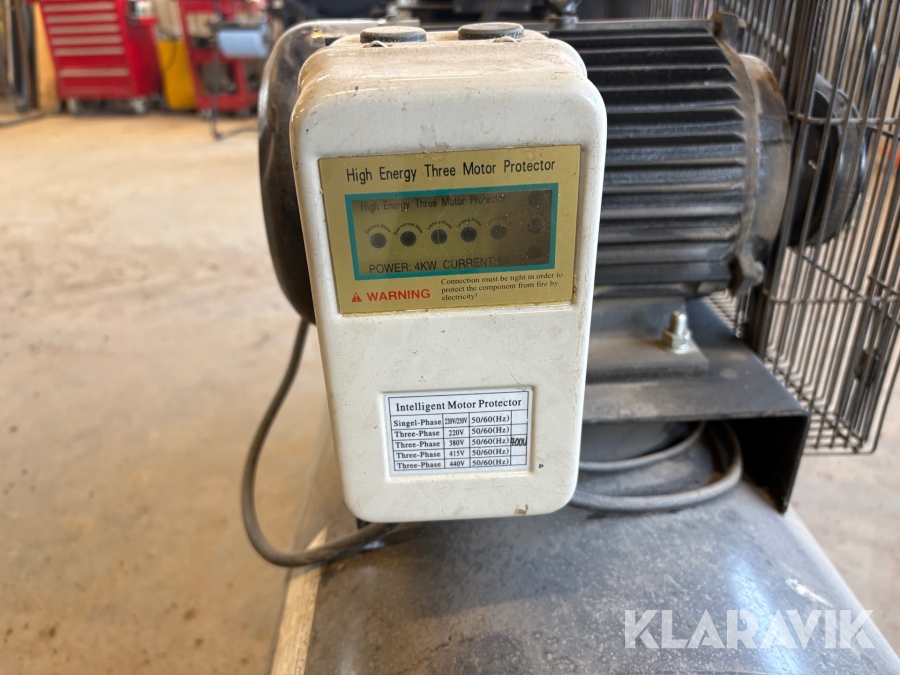 High Energy Three Motor Protector
High Energy Three Motor Protector
POWER: 4KW CURRENT:
WARNING
Connection must be tight in order to
protect the component from fire by
electricity!
Intelligent Motor Protector
Singel-Phase 220V/250V 50/60(Hz)
Three-Phase 220V 50/60(Hz)
Three-Phase 380V 50/60(Hz) 400V
Three-Phase 415V 50/60(Hz)
Three-Phase 440V 50/60(Hz)
KLARAVIK